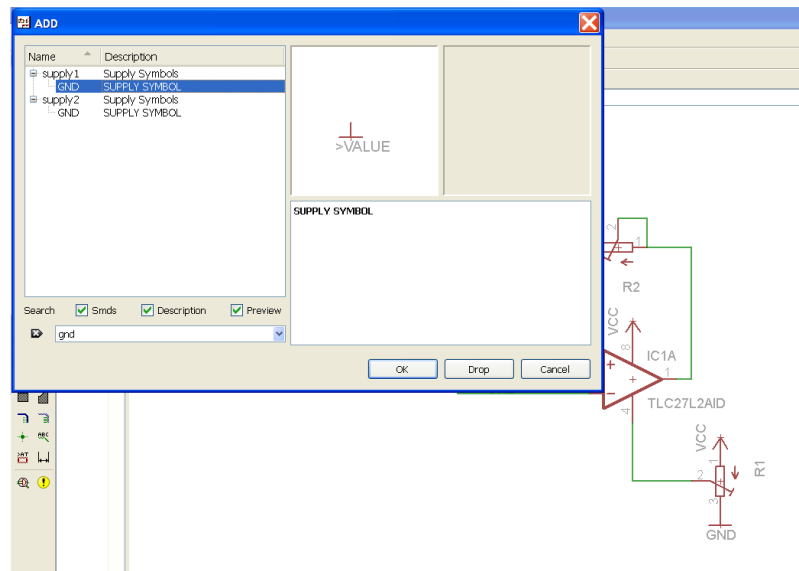 ADD
Name Description
supply1 Supply Symbols
GND SUPPLY SYMBOL
supply2 Supply Symbols
GND SUPPLY SYMBOL
>VALUE
SUPPLY SYMBOL
Search Smds Description Preview
gnd
OK Drop Cancel
2
1
R2
VCC
8
IC1A
1
4
TLC27L2AID
VCC
1
2
R1
3
GND
ABC